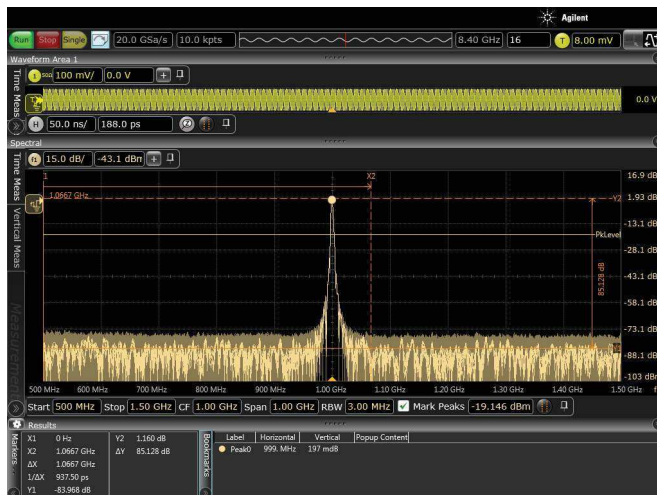 Agilent
Run Stop Single 20.0 GSa/s 10.0 kpts 8.40 GHz 16 T 8.00 mV
Waveform Area 1
Time Meas
1 50Ω 100 mV/ 0.0 V +
0.0 V
H 50.0 ns/ 188.0 ps
Spectral
Time Meas
Vertical Meas
Measurements
f1 15.0 dB/ -43.1 dBm +
1 X2
1.0667 GHz
Y2
PkLevel
85.128 dB
16.9 dB
1.93 dB
-13.1 dB
-28.1 dB
-43.1 dB
-58.1 dB
-73.1 dB
-88.1 dB
-103 dB
500 MHz 600 MHz 700 MHz 800 MHz 900 MHz 1.00 GHz 1.10 GHz 1.20 GHz 1.30 GHz 1.40 GHz 1.50 GHz
Start 500 MHz Stop 1.50 GHz CF 1.00 GHz Span 1.00 GHz RBW 3.00 MHz Mark Peaks -19.146 dBm
Results
Markers
X1 0 Hz Y2 1.160 dB
X2 1.0667 GHz ΔY 85.128 dB
ΔX 1.0667 GHz
1/ΔX 937.50 ps
Y1 -83.968 dB
Bookmarks
Label Horizontal Vertical Popup Content
Peak0 999. MHz 197 mdB